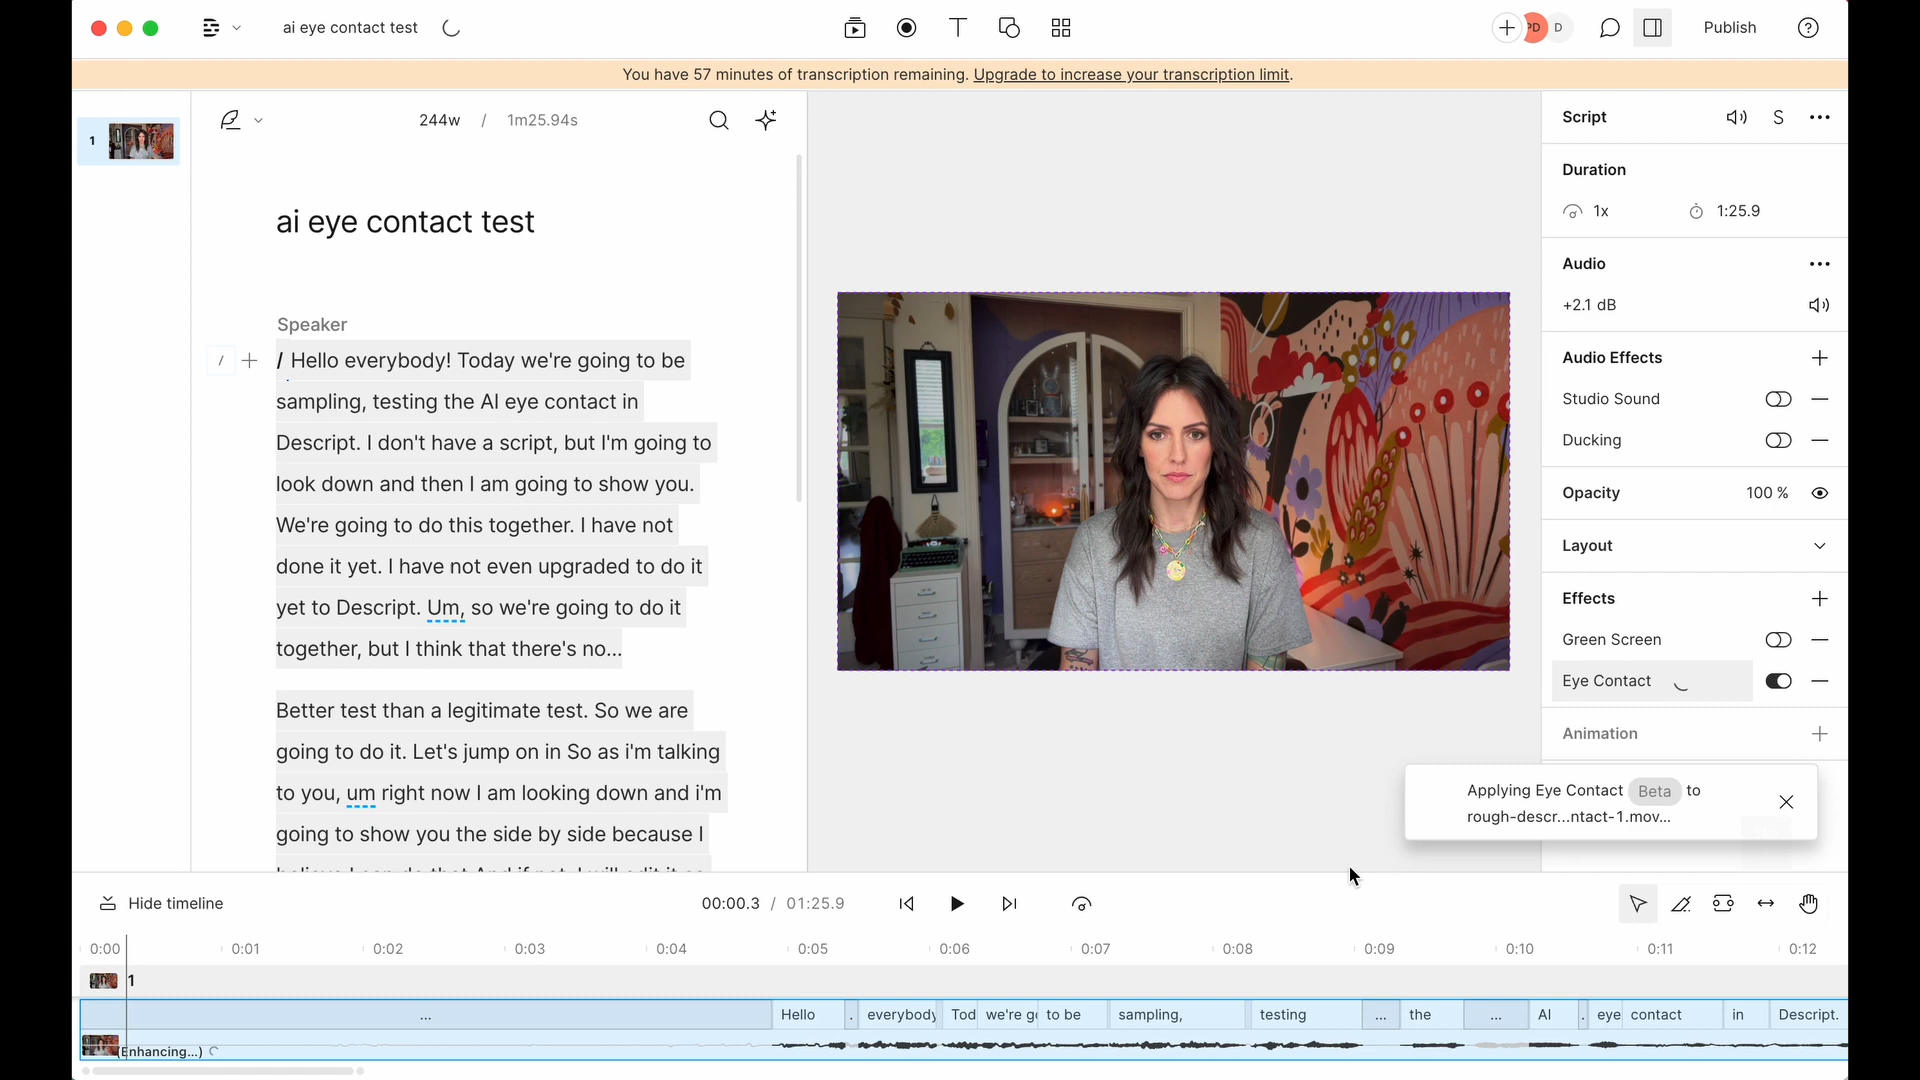 ai eye contact test
PD
D
Publish
You have 57 minutes of transcription remaining. Upgrade to increase your transcription limit.
1
244w / 1m25.94s
ai eye contact test
Speaker
/
/ Hello everybody! Today we're going to be
sampling, testing the AI eye contact in
Descript. I don't have a script, but I'm going to
look down and then I am going to show you.
We're going to do this together. I have not
done it yet. I have not even upgraded to do it
yet to Descript. Um, so we're going to do it
together, but I think that there's no...
Better test than a legitimate test. So we are
going to do it. Let's jump on in So as i'm talking
to you, um right now I am looking down and i'm
going to show you the side by side because I
Script
S
Duration
1x
1:25.9
Audio
+2.1 dB
Audio Effects
Studio Sound
Ducking
Opacity
100 %
Layout
Effects
Green Screen
Eye Contact
Animation
Applying Eye Contact Beta to
rough-descr...ntact-1.mov...
Hide timeline
00:00.3 / 01:25.9
0:00 0:01 0:02 0:03 0:04 0:05 0:06 0:07 0:08 0:09 0:10 0:11 0:12
1
... Hello . everybody Tod we're go to be sampling, testing ... the ... AI . eye contact in Descript.
(Enhancing...)